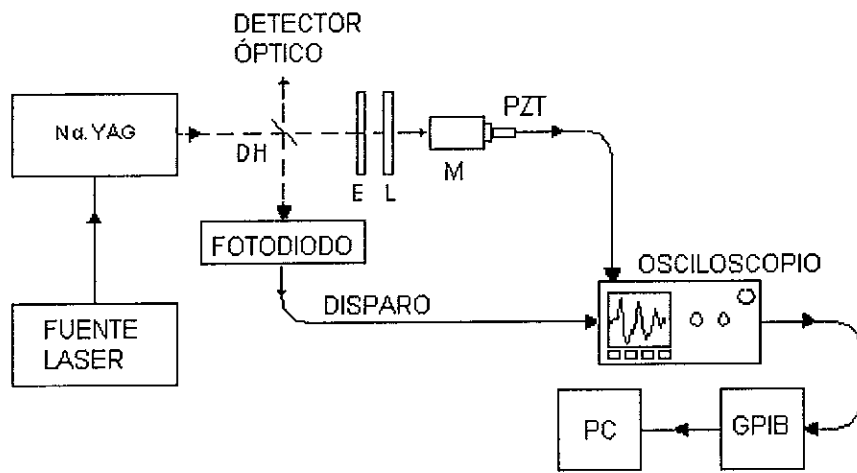 DETECTOR
ÓPTICO
Nd. YAG
DH
E
L
M
PZT
FOTODIODO
OSCILOSCOPIO
DISPARO
FUENTE
LASER
PC
GPIB